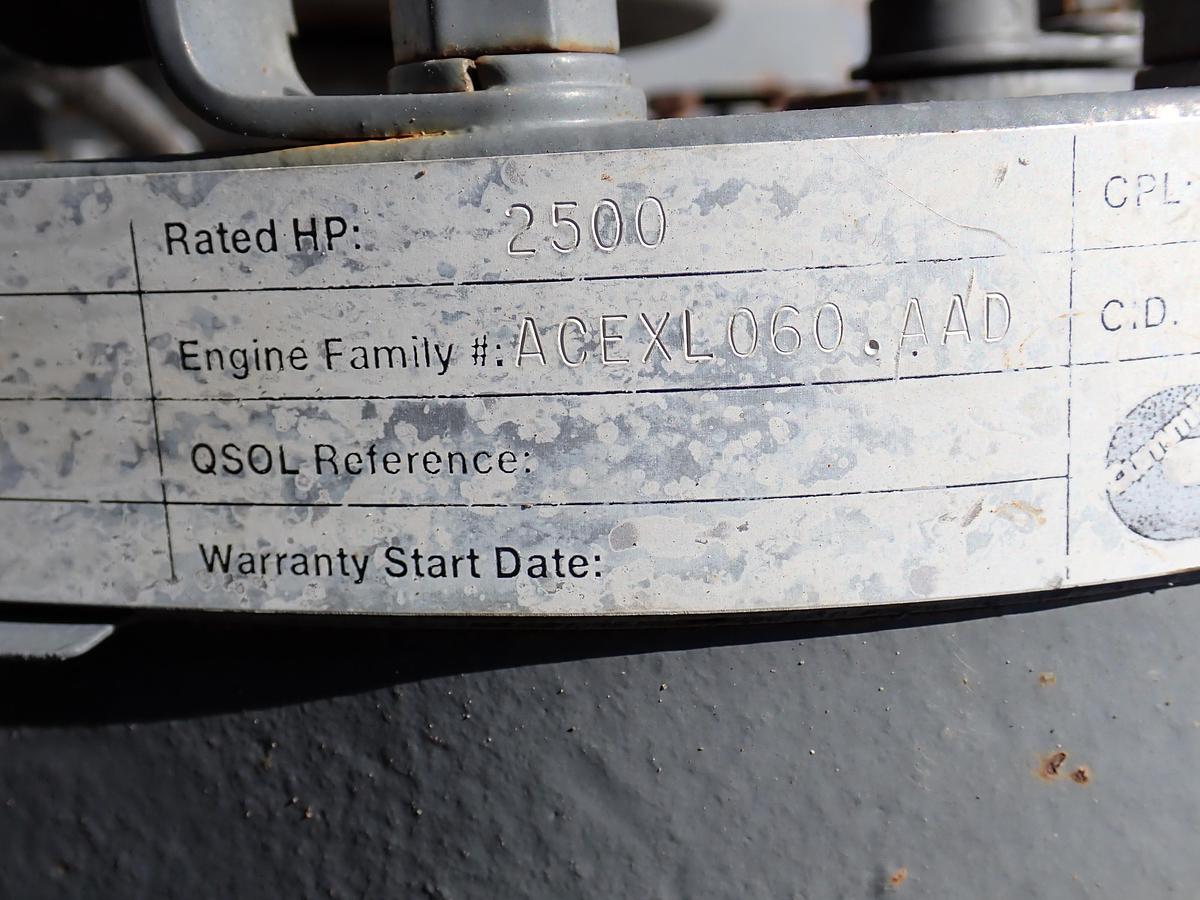 Rated HP: 2500
Engine Family #: ACEXL060.AAD
QSOL Reference:
Warranty Start Date:
CPL:
C.D.